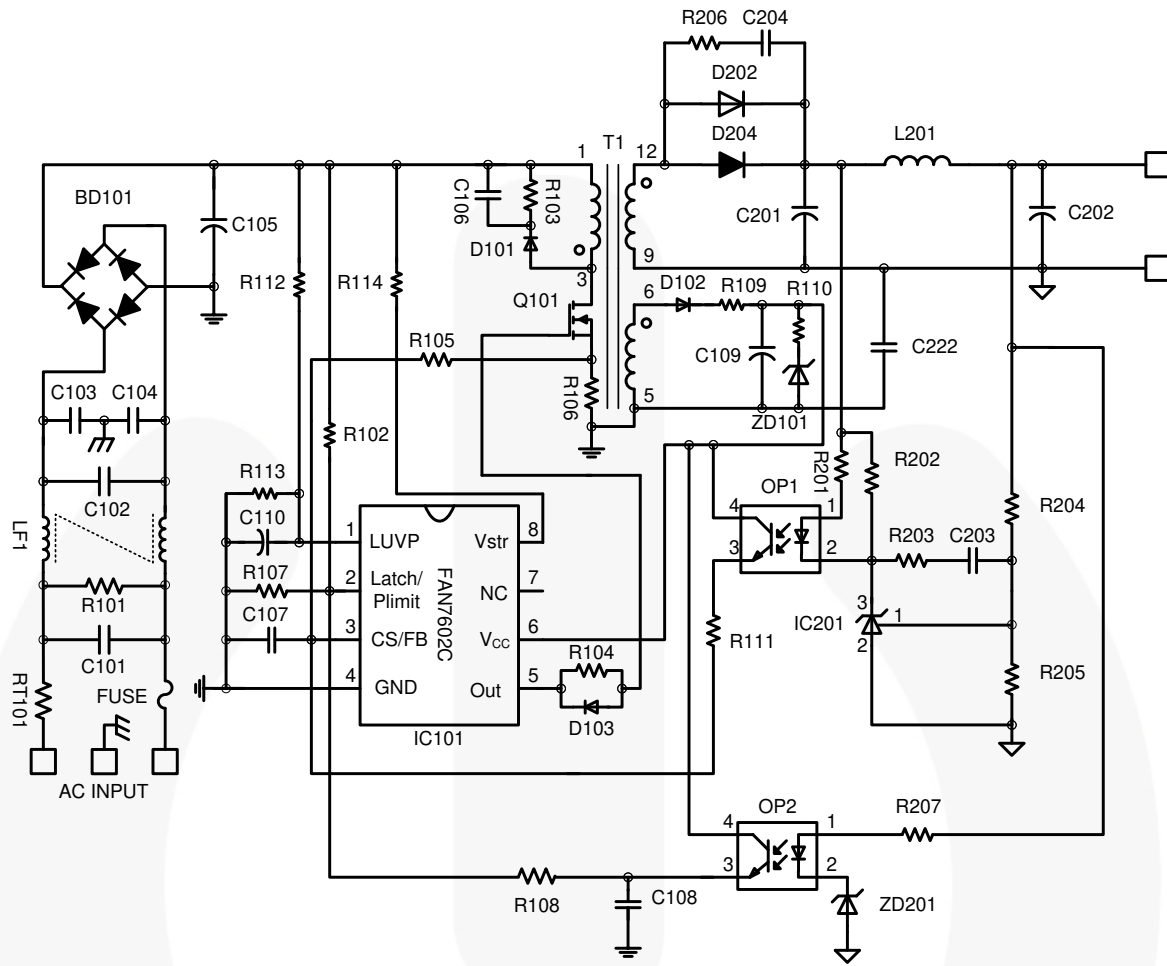 R206 C204
D202
D204
T1
1
12
L201
BD101
C105
C106
R103
D101
3
C201
9
C202
R112
R114
Q101
6
D102
R109
R110
R105
C109
C222
R106
5
ZD101
C103 C104
R102
R201
R202
R113
C102
LF1
C110
OP1
4
1
3
2
R204
R203 C203
1 LUVP
Vstr 8
R107
2 Latch/
Plimit
NC 7
FAN7602C
R101
C107
3 CS/FB
VCC 6
R111
IC201
3
1
2
C101
RT101
FUSE
4 GND
Out 5
R104
D103
R205
IC101
AC INPUT
OP2
4
1
3
2
R207
R108
C108
ZD201